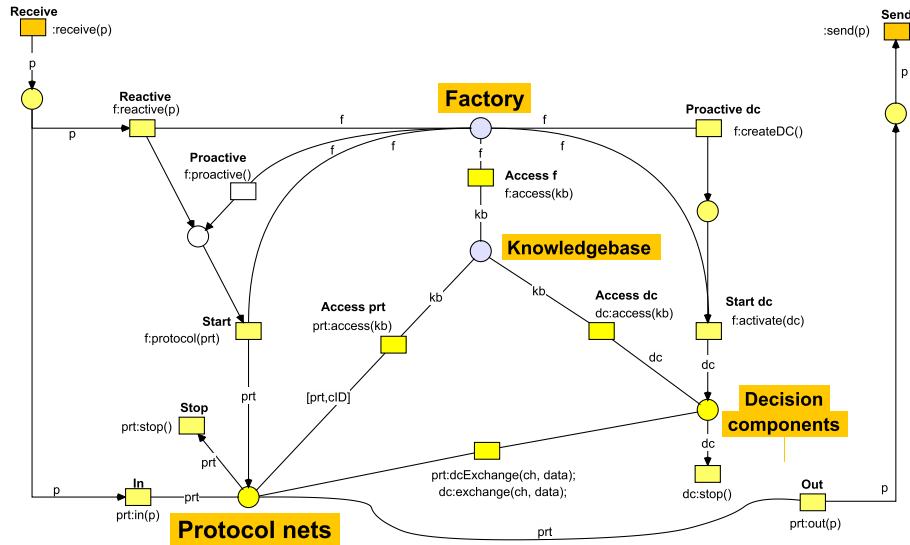 Receive
:receive(p)
Send
:send(p)
p
p
Reactive
f:reactive(p)
p
f
Factory
f
Proactive dc
f:createDC()
Proactive
f:proactive()
f
f
f
f
Access f
f:access(kb)
kb
Knowledgebase
kb
kb
Access prt
prt:access(kb)
Access dc
dc:access(kb)
Start
f:protocol(prt)
Start dc
f:activate(dc)
dc
dc
prt
[prt,cID]
Decision
components
Stop
prt:stop()
prt
dc
prt:dcExchange(ch, data);
dc:exchange(ch, data);
dc:stop()
p
In
prt
prt:in(p)
Out
p
prt:out(p)
Protocol nets
prt